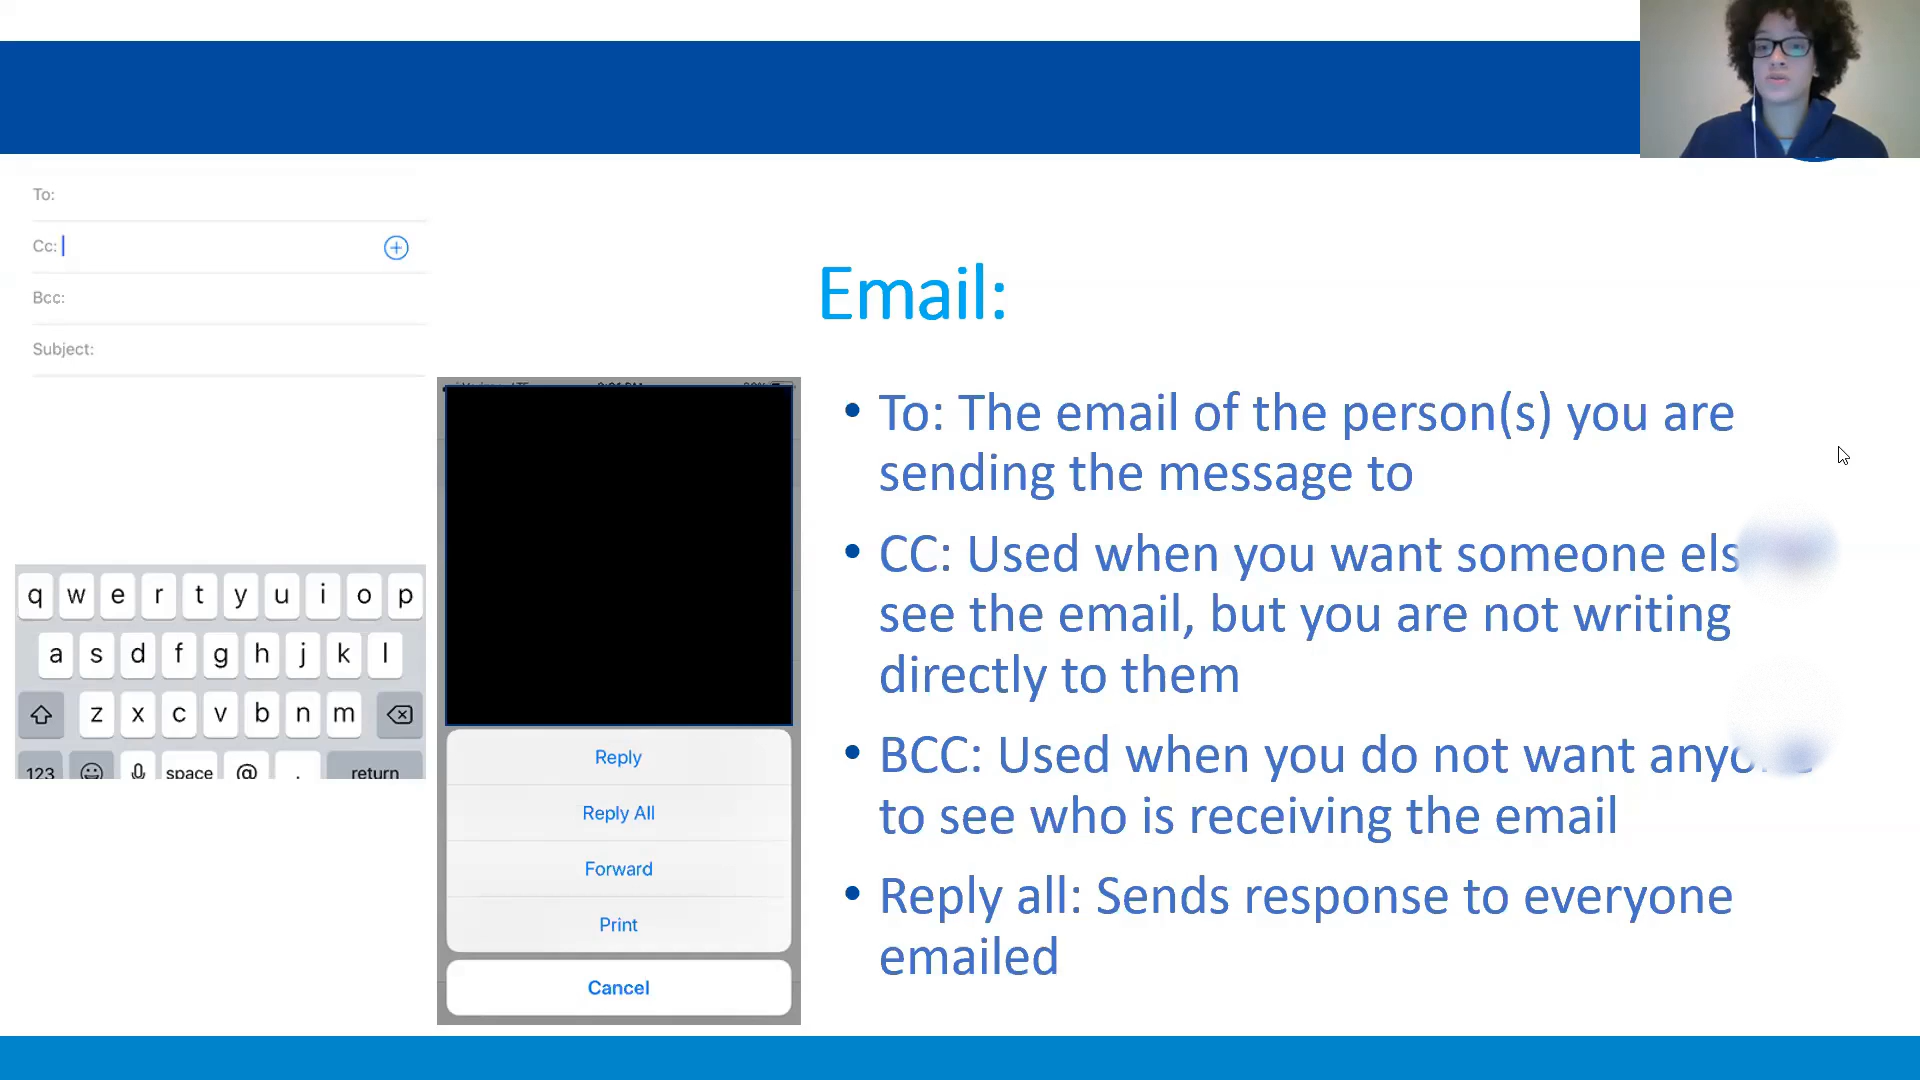 To:
Cc:
Bcc:
Subject:
q w e r t y u i o p
a s d f g h j k l
z x c v b n m
123 space @ . return
Reply
Reply All
Forward
Print
Cancel
Email:
• To: The email of the person(s) you are
sending the message to
• CC: Used when you want someone
see the email, but you are not writing
directly to them
• BCC: Used when you do not want
to see who is receiving the email
• Reply all: Sends response to everyone
emailed